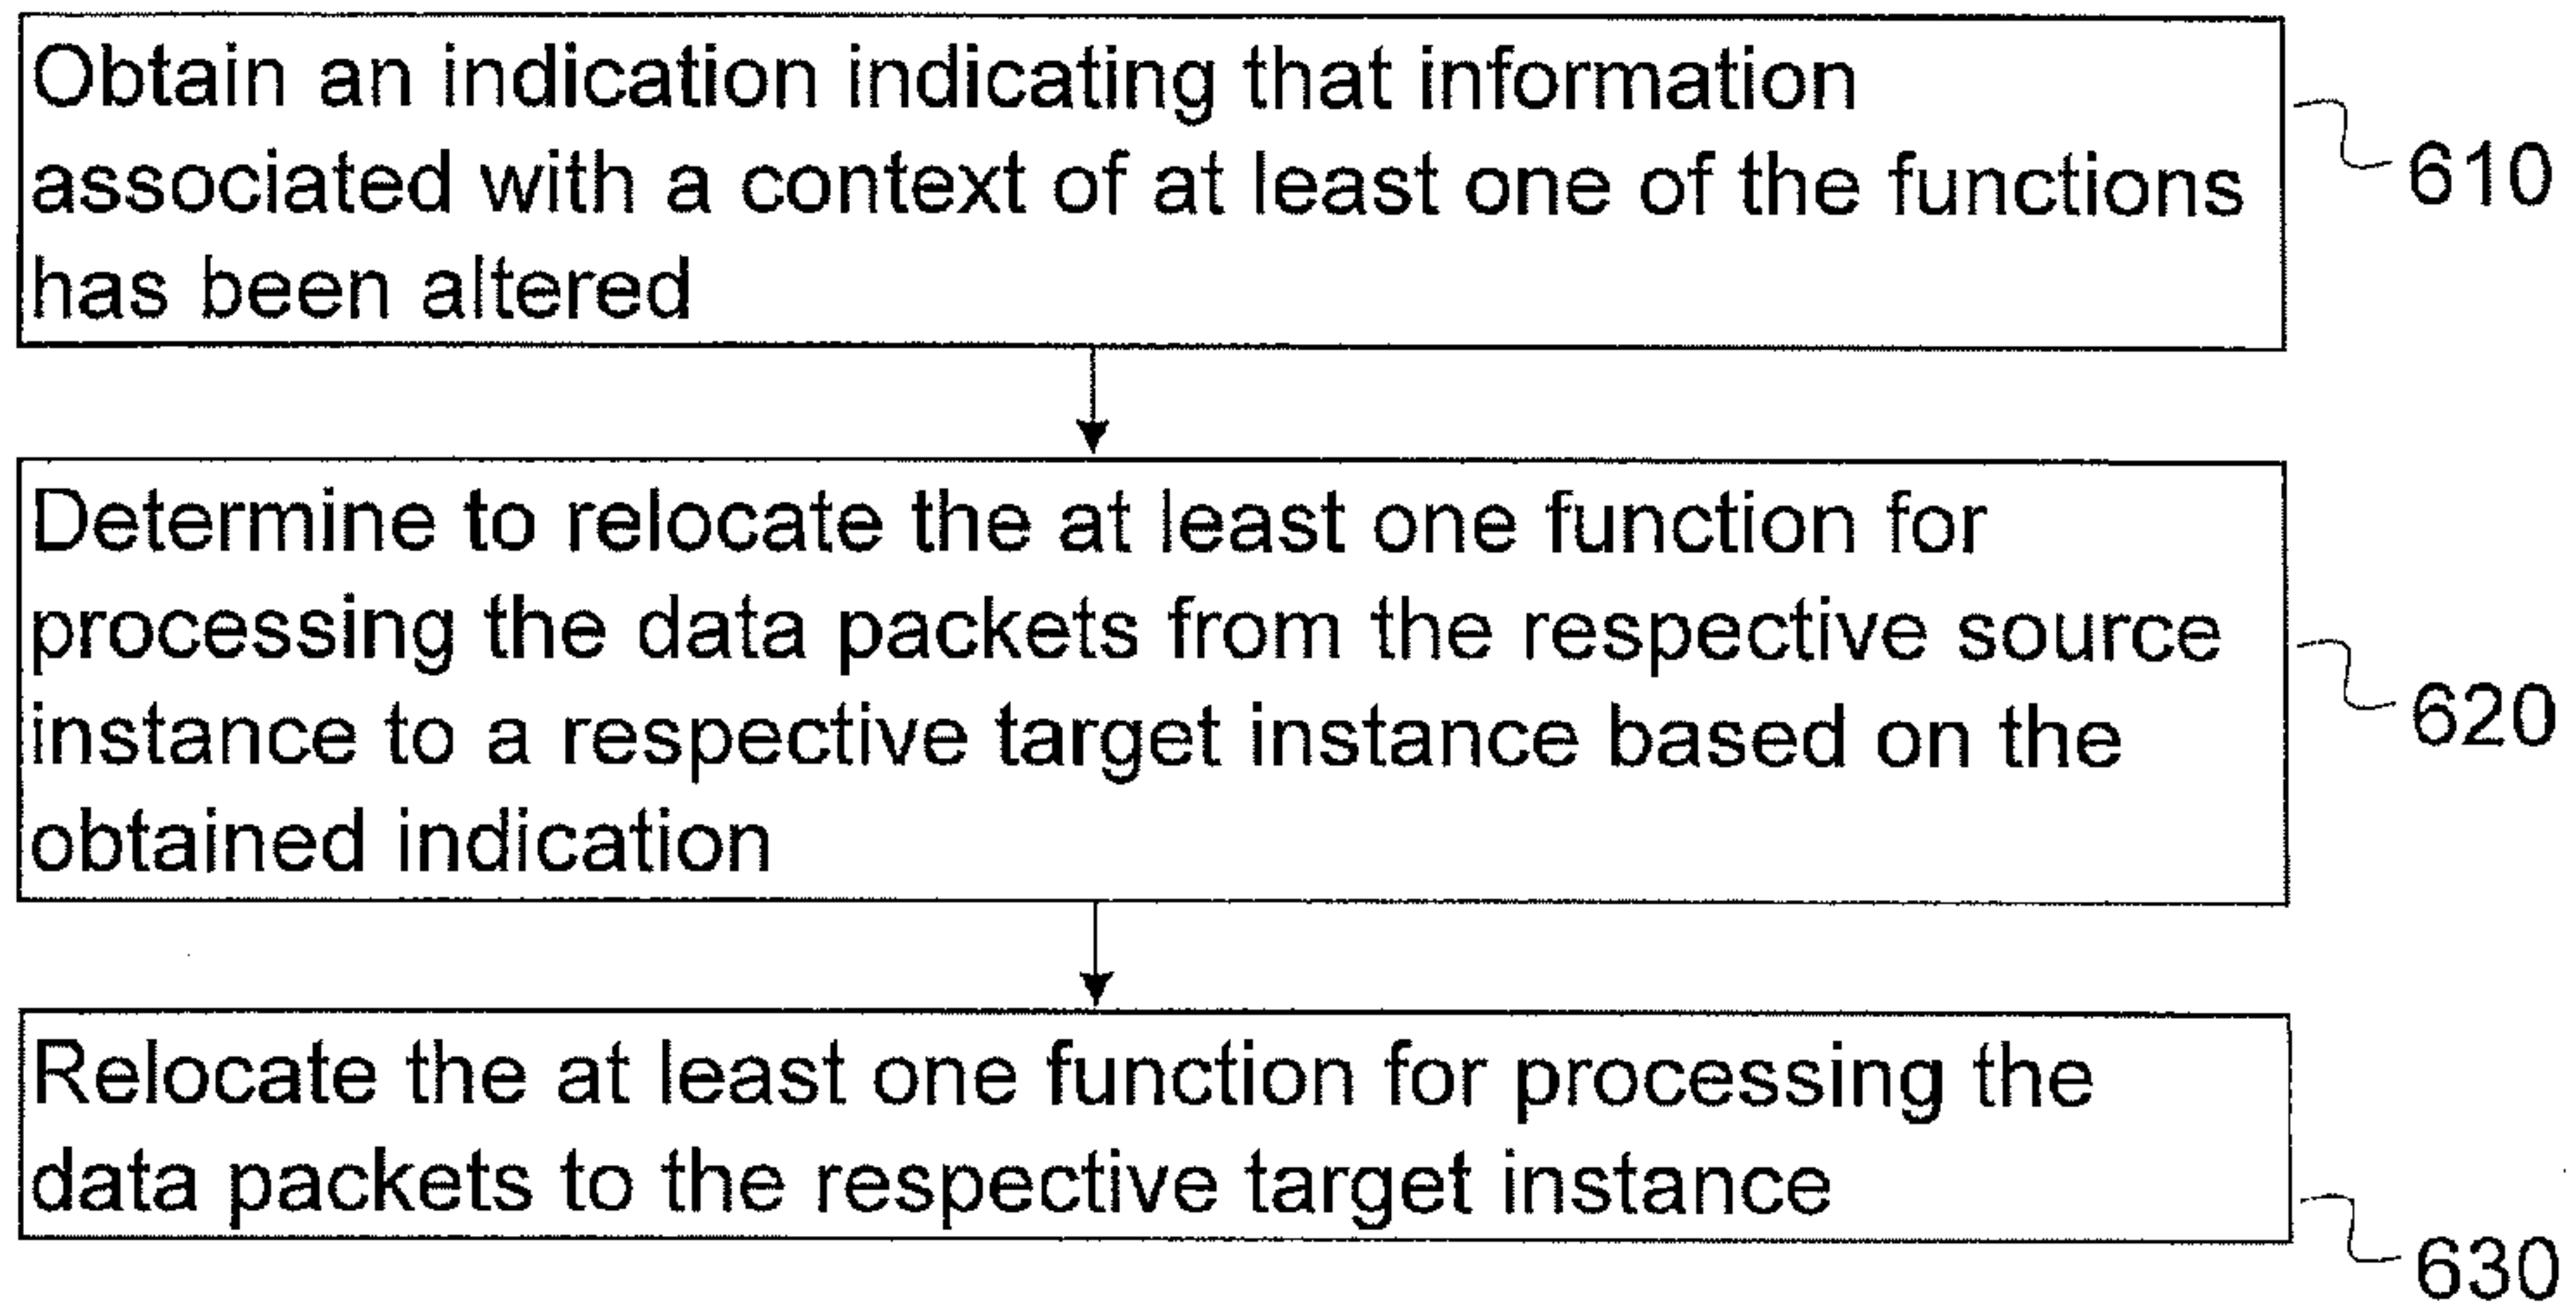 Obtain an indication indicating that information
associated with a context of at least one of the functions
has been altered
610
Determine to relocate the at least one function for
processing the data packets from the respective source
instance to a respective target instance based on the
obtained indication
620
Relocate the at least one function for processing the
data packets to the respective target instance
630